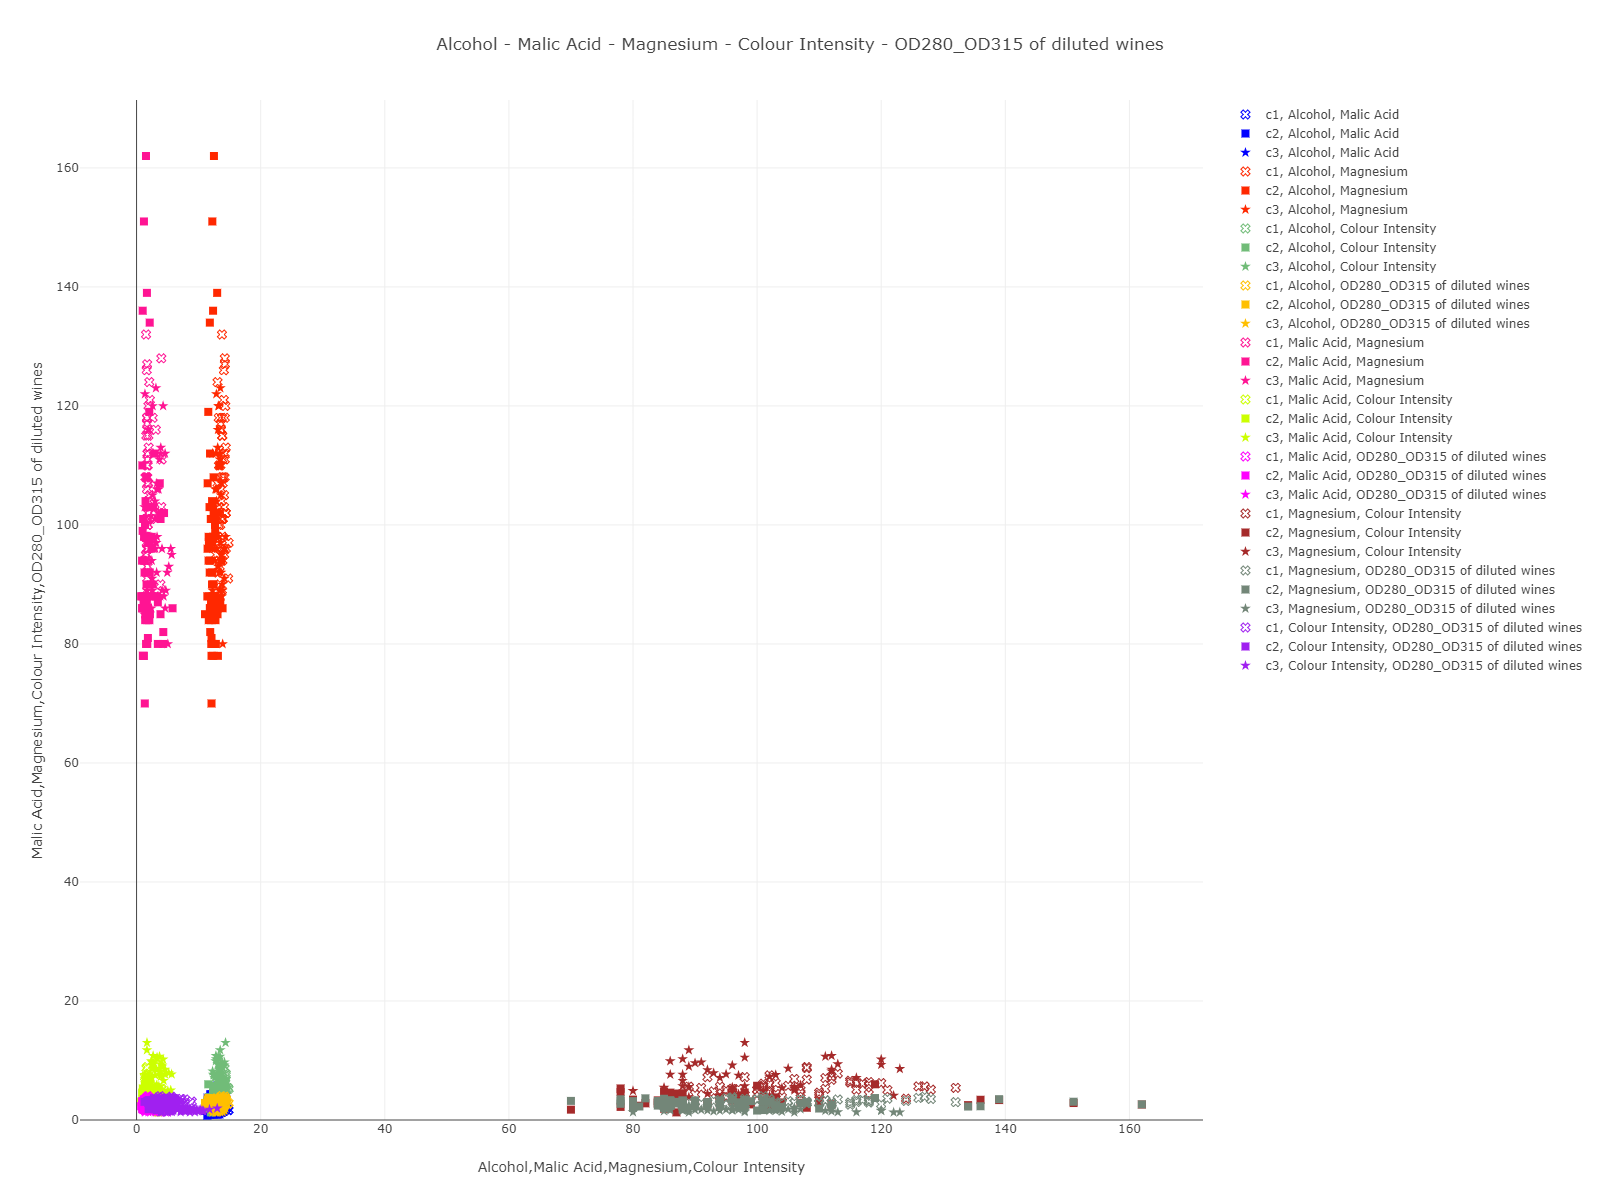 Alcohol - Malic Acid - Magnesium - Colour Intensity - OD280_OD315 of diluted wines
Malic Acid,Magnesium,Colour Intensity,OD280_OD315 of diluted wines
160
140
120
100
80
60
40
20
0
0 20 40 60 80 100 120 140 160
Alcohol,Malic Acid,Magnesium,Colour Intensity
c1, Alcohol, Malic Acid
c2, Alcohol, Malic Acid
c3, Alcohol, Malic Acid
c1, Alcohol, Magnesium
c2, Alcohol, Magnesium
c3, Alcohol, Magnesium
c1, Alcohol, Colour Intensity
c2, Alcohol, Colour Intensity
c3, Alcohol, Colour Intensity
c1, Alcohol, OD280_OD315 of diluted wines
c2, Alcohol, OD280_OD315 of diluted wines
c3, Alcohol, OD280_OD315 of diluted wines
c1, Malic Acid, Magnesium
c2, Malic Acid, Magnesium
c3, Malic Acid, Magnesium
c1, Malic Acid, Colour Intensity
c2, Malic Acid, Colour Intensity
c3, Malic Acid, Colour Intensity
c1, Malic Acid, OD280_OD315 of diluted wines
c2, Malic Acid, OD280_OD315 of diluted wines
c3, Malic Acid, OD280_OD315 of diluted wines
c1, Magnesium, Colour Intensity
c2, Magnesium, Colour Intensity
c3, Magnesium, Colour Intensity
c1, Magnesium, OD280_OD315 of diluted wines
c2, Magnesium, OD280_OD315 of diluted wines
c3, Magnesium, OD280_OD315 of diluted wines
c1, Colour Intensity, OD280_OD315 of diluted wines
c2, Colour Intensity, OD280_OD315 of diluted wines
c3, Colour Intensity, OD280_OD315 of diluted wines